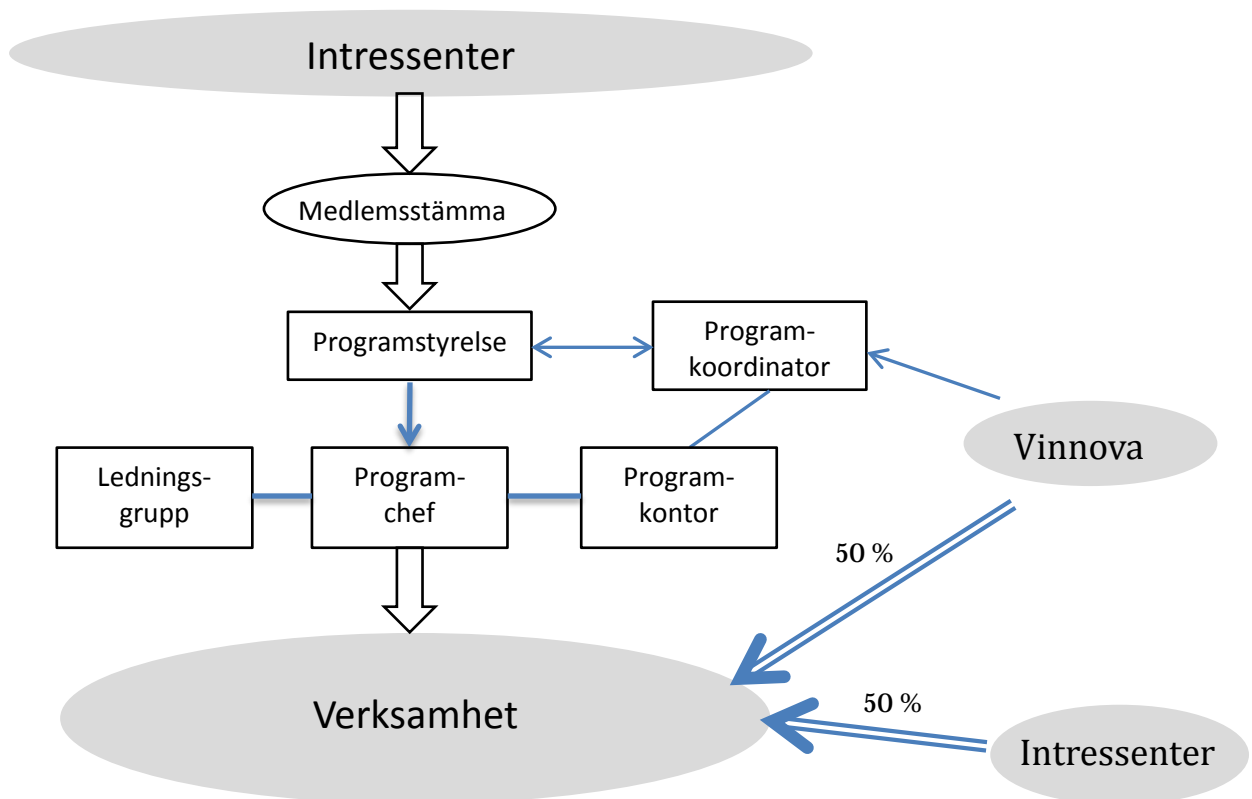 Intressenter
Medlemsstämma
Programstyrelse
Program-
koordinator
Vinnova
Lednings-
grupp
Program-
chef
Program-
kontor
50 %
Verksamhet
50 %
Intressenter